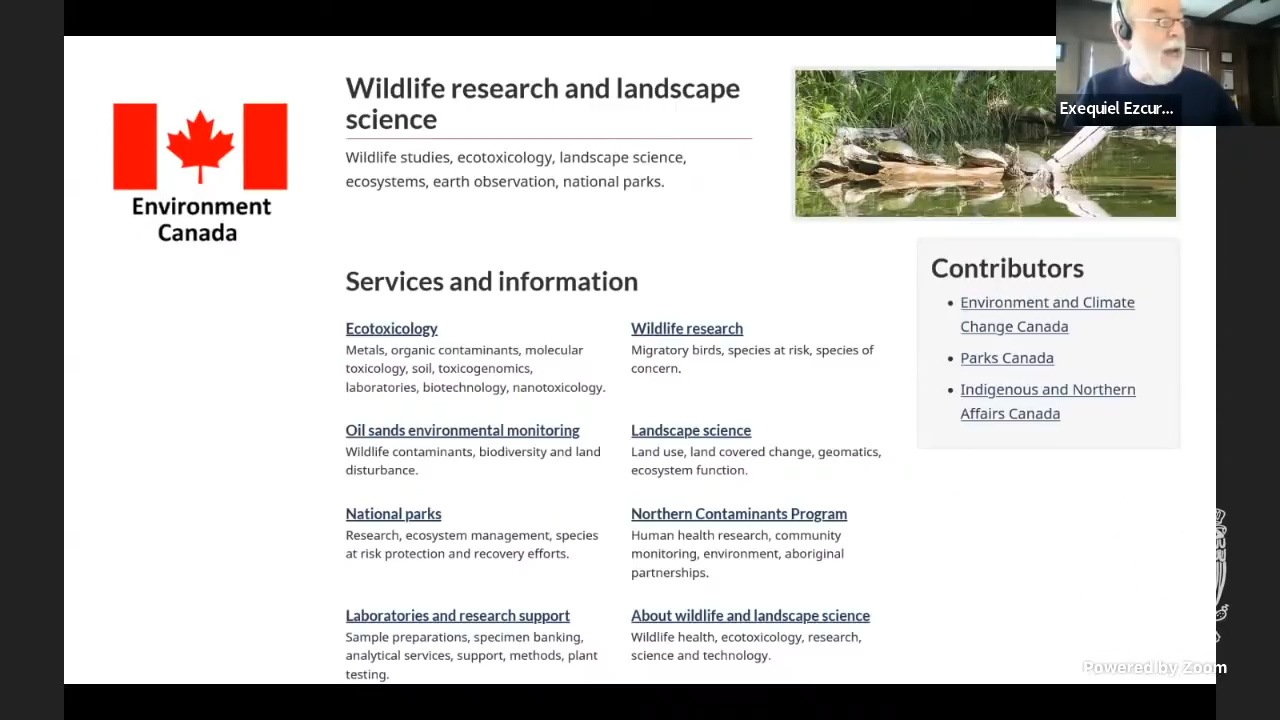 Wildlife research and landscape
science
Wildlife studies, ecotoxicology, landscape science,
ecosystems, earth observation, national parks.
Environment
Canada
Exequiel Ezcur...
Services and information
Ecotoxicology
Metals, organic contaminants, molecular
toxicology, soil, toxicogenomics,
laboratories, biotechnology, nanotoxicology.
Wildlife research
Migratory birds, species at risk, species of
concern.
Oil sands environmental monitoring
Wildlife contaminants, biodiversity and land
disturbance.
Landscape science
Land use, land covered change, geomatics,
ecosystem function.
National parks
Research, ecosystem management, species
at risk protection and recovery efforts.
Northern Contaminants Program
Human health research, community
monitoring, environment, aboriginal
partnerships.
Laboratories and research support
Sample preparations, specimen banking,
analytical services, support, methods, plant
testing.
About wildlife and landscape science
Wildlife health, ecotoxicology, research,
science and technology.
Contributors
Environment and Climate
Change Canada
Parks Canada
Indigenous and Northern
Affairs Canada
Powered by Zoom